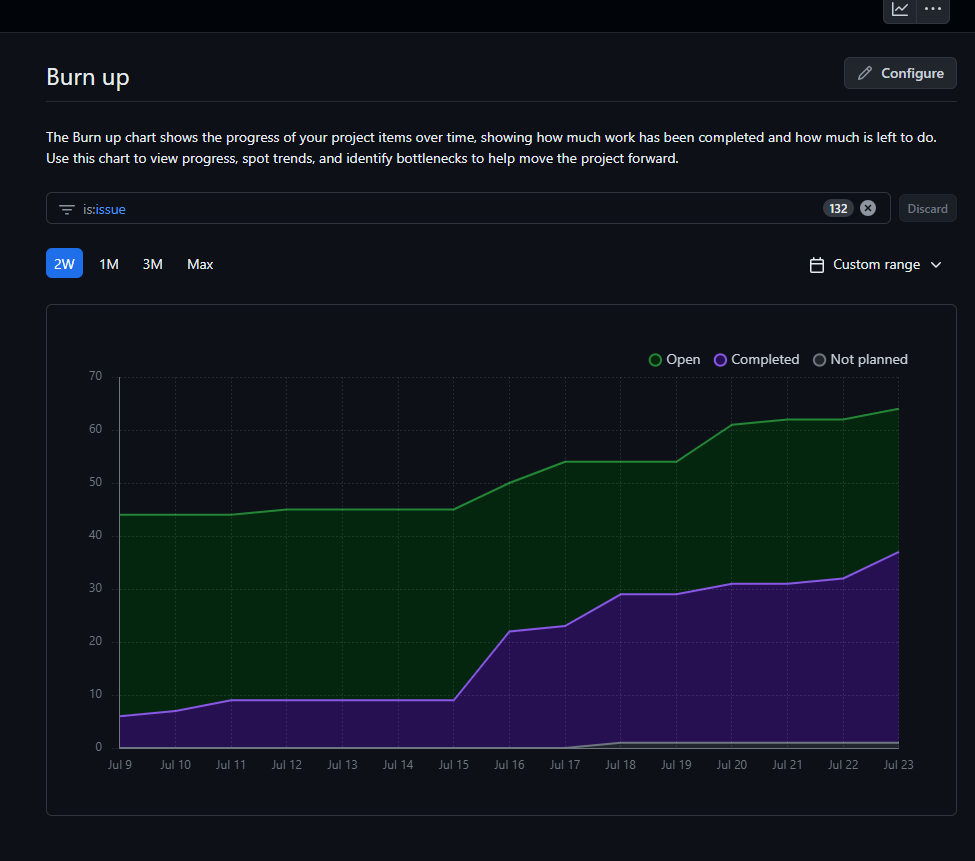 Burn up
Configure
The Burn up chart shows the progress of your project items over time, showing how much work has been completed and how much is left to do.
Use this chart to view progress, spot trends, and identify bottlenecks to help move the project forward.
is:issue
132
Discard
2W 1M 3M Max
Custom range
Open Completed Not planned
70
60
50
40
30
20
10
0
Jul 9 Jul 10 Jul 11 Jul 12 Jul 13 Jul 14 Jul 15 Jul 16 Jul 17 Jul 18 Jul 19 Jul 20 Jul 21 Jul 22 Jul 23